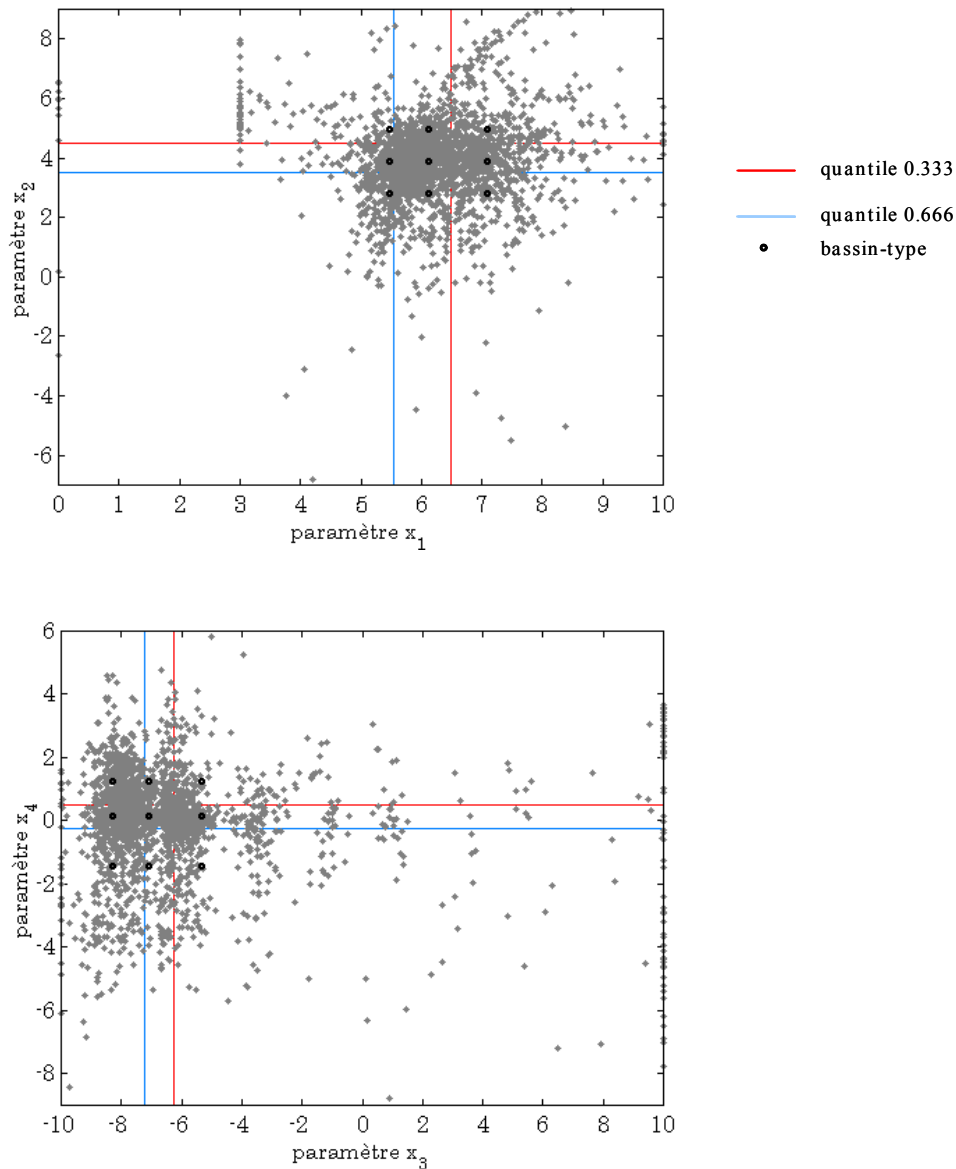 8
6
4
2
0
-2
-4
-6
paramètre x2
0 1 2 3 4 5 6 7 8 9 10
paramètre x1
quantile 0.333
quantile 0.666
bassin-type
6
4
2
0
-2
-4
-6
-8
paramètre x4
-10 -8 -6 -4 -2 0 2 4 6 8 10
paramètre x3